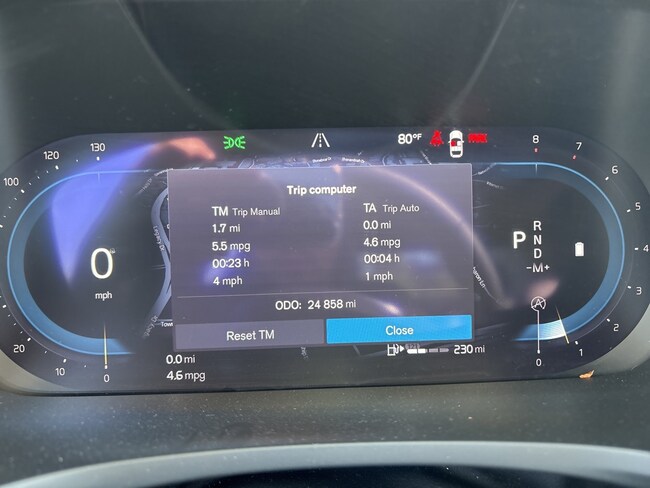 80°F
120
130
100
20
10
0
0
mph
Trip computer
TM Trip Manual
1.7 mi
5.5 mpg
00:23 h
4 mph
TA Trip Auto
0.0 mi
4.6 mpg
00:04 h
1 mph
ODO: 24 858 mi
Reset TM
Close
0.0 mi
4.6 mpg
230 mi
8
7
6
5
4
3
2
1
0
P
R
N
D
-M+
A